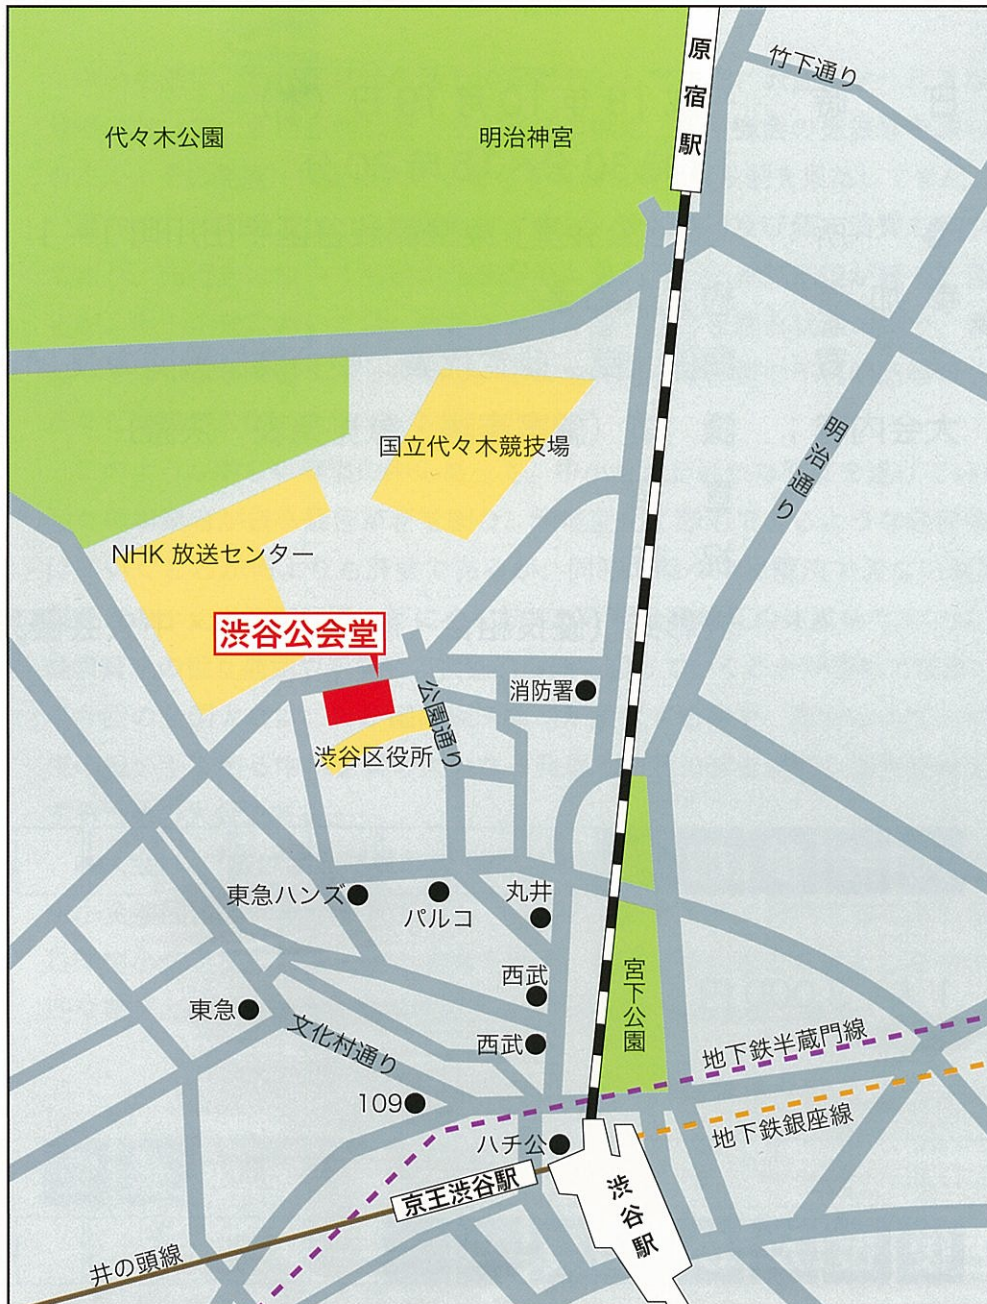 原宿駅
竹下通り
代々木公園
明治神宮
明治通り
国立代々木競技場
NHK 放送センター
渋谷公会堂
公園通り
消防署
渋谷区役所
東急ハンズ
パルコ
丸井
西武
宮下公園
東急
文化村通り
西武
地下鉄半蔵門線
109
地下鉄銀座線
ハチ公
京王渋谷駅
渋谷駅
井の頭線